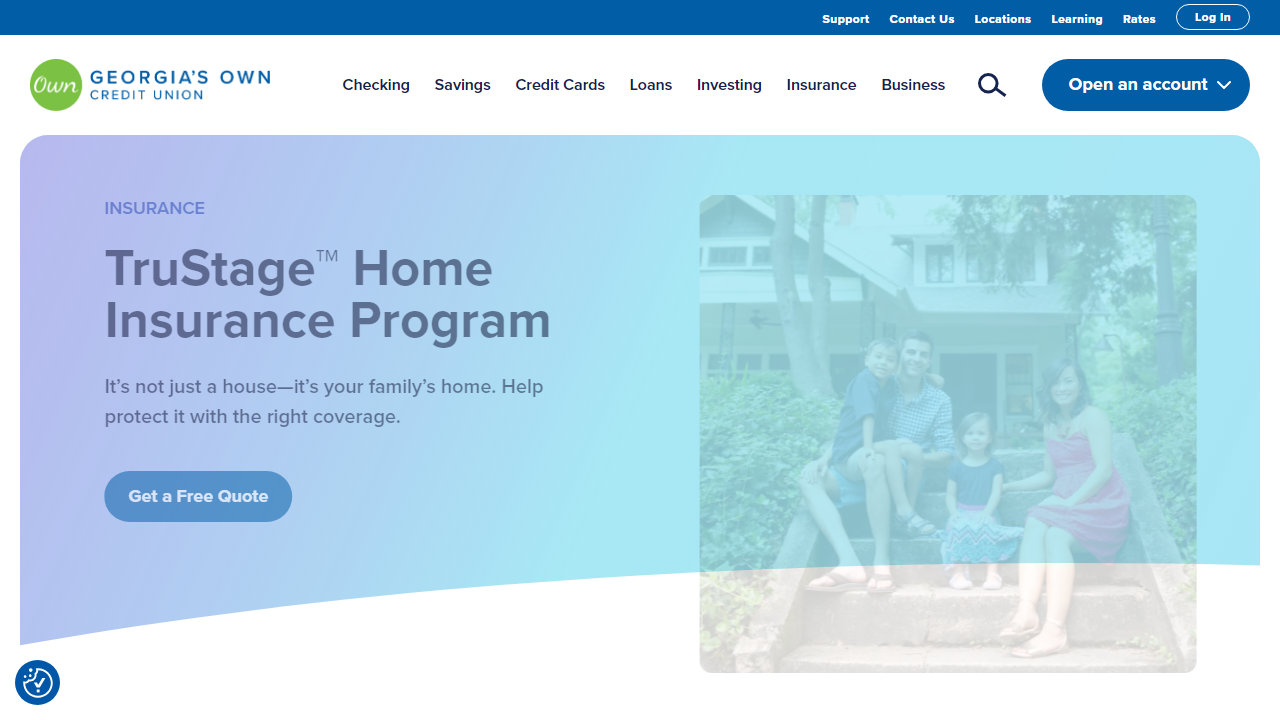 Support Contact Us Locations Learning Rates Log In
Own GEORGIA'S OWN
CREDIT UNION
Checking Savings Credit Cards Loans Investing Insurance Business Open an account
INSURANCE
TruStage™ Home
Insurance Program
It’s not just a house—it’s your family’s home. Help
protect it with the right coverage.
Get a Free Quote